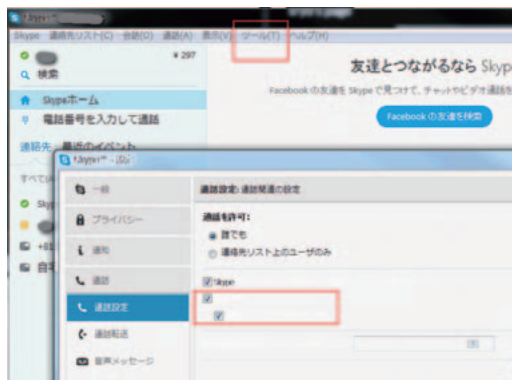 Skype 連絡先リスト(C) 会話(O) 通話(A) 表示(V) ツール(T) ヘルプ(H)
¥ 297
検索
Skypeホーム
電話番号を入力して通話
連絡先 最近のイベント
友達とつながるなら Skype
Facebook の友達を Skype で見つけて、チャットやビデオ通話を
Facebook の友達を検索
一般
プライバシー
通知
通話
通話設定
通話転送
音声メッセージ
通話設定: 通話関連の設定
通話を許可:
誰でも
連絡先リスト上のユーザのみ
Skype